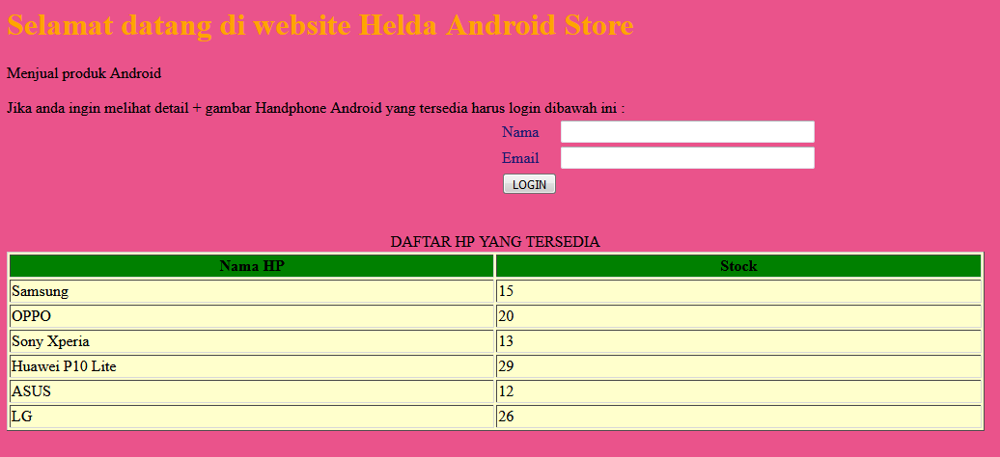 Selamat datang di website Helda Android Store
Menjual produk Android
Jika anda ingin melihat detail + gambar Handphone Android yang tersedia harus login dibawah ini :
Nama
Email
LOGIN
DAFTAR HP YANG TERSEDIA
Nama HP Stock
Samsung 15
OPPO 20
Sony Xperia 13
Huawei P10 Lite 29
ASUS 12
LG 26